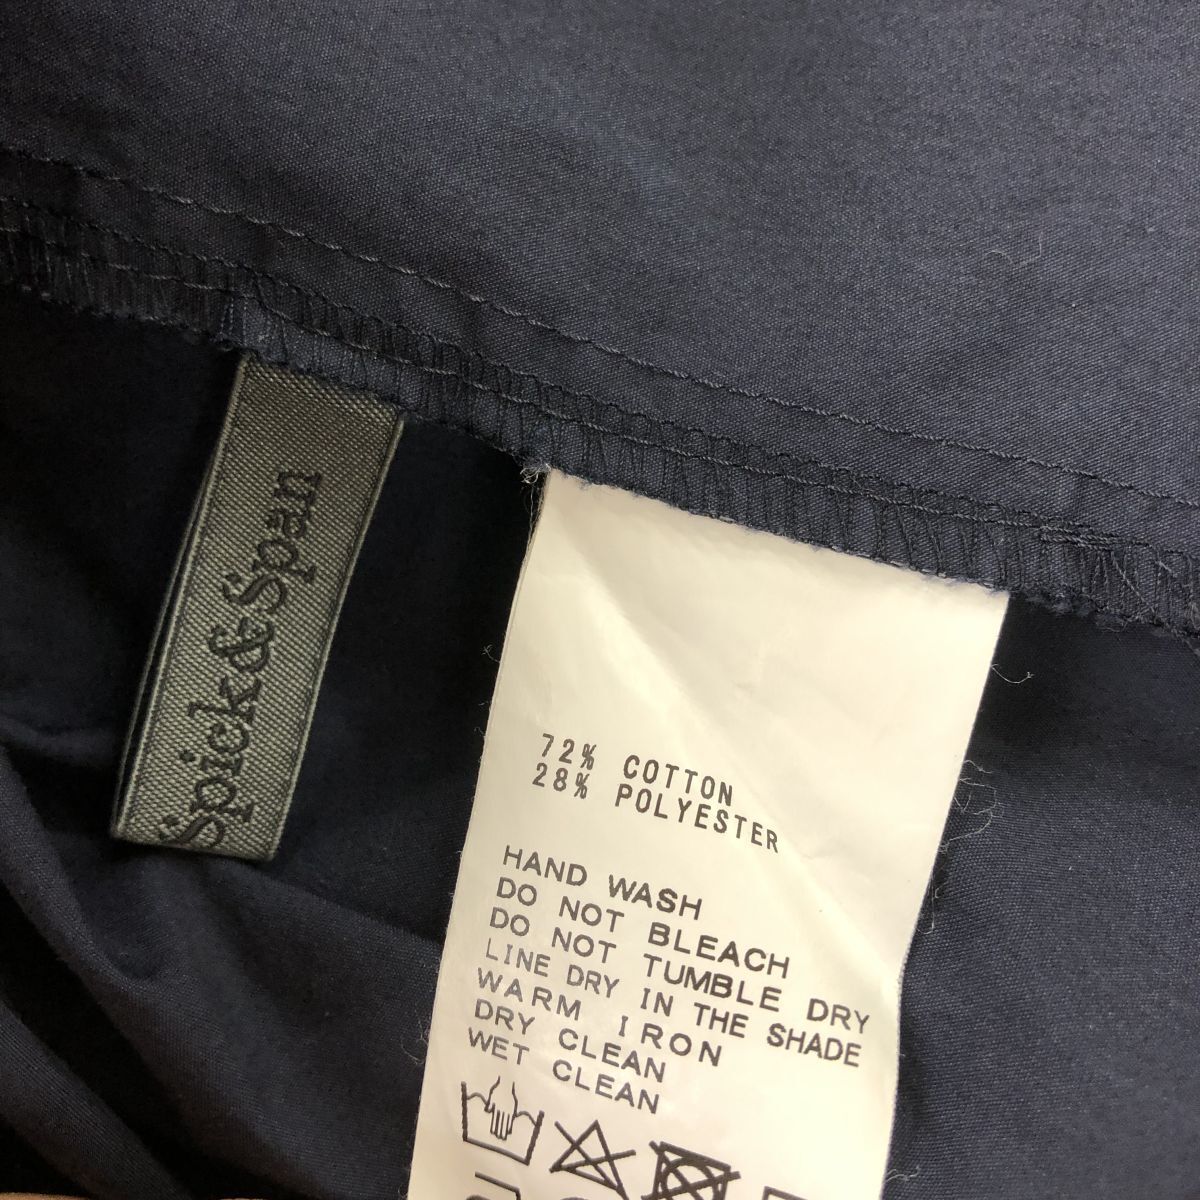 Spick&Span
72% COTTON
28% POLYESTER
HAND WASH
DO NOT BLEACH
DO NOT TUMBLE DRY
LINE DRY IN THE SHADE
WARM IRON
DRY CLEAN
WET CLEAN